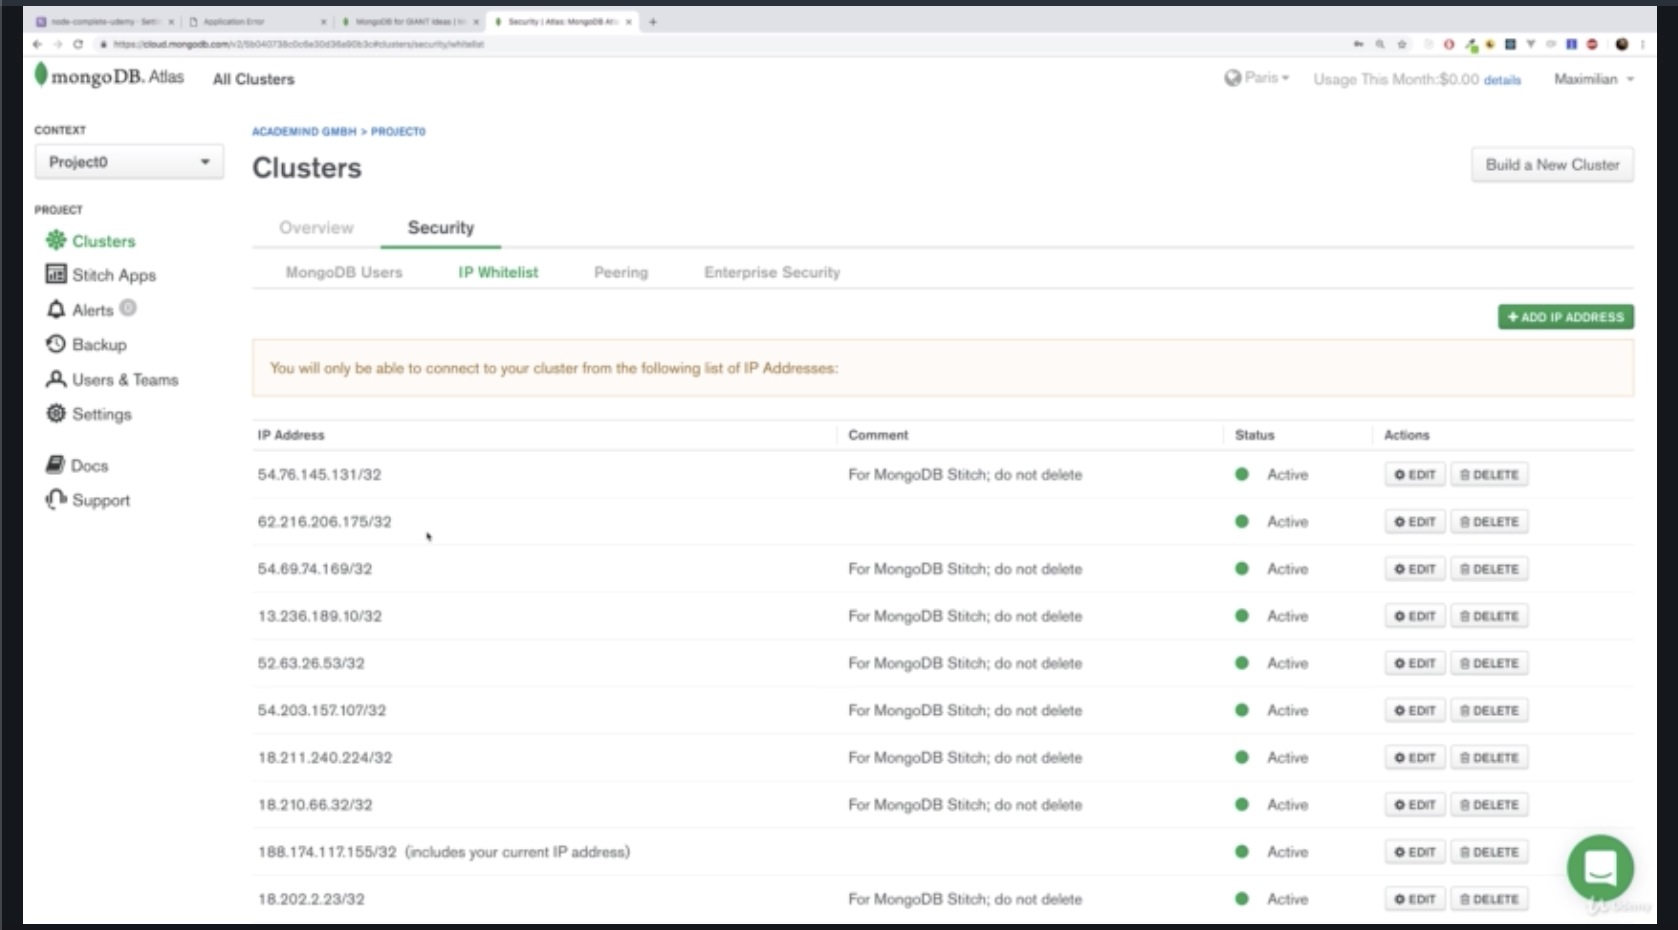 node-complete-udemy · Setti
Application Error
MongoDB for GIANT Ideas | M
Security | Atlas: MongoDB Atl
https://cloud.mongodb.com/v2/
#clusters/security/whitelist
mongoDB. Atlas All Clusters Paris Usage This Month:$0.00 details Maximilian
CONTEXT
Project0
PROJECT
Clusters
Stitch Apps
Alerts 0
Backup
Users & Teams
Settings
Docs
Support
ACADEMIND GMBH > PROJECT0
Clusters
Build a New Cluster
Overview Security
MongoDB Users IP Whitelist Peering Enterprise Security
+ ADD IP ADDRESS
You will only be able to connect to your cluster from the following list of IP Addresses:
IP Address Comment Status Actions
54.76.145.131/32 For MongoDB Stitch; do not delete Active EDIT DELETE
62.216.206.175/32 Active EDIT DELETE
54.69.74.169/32 For MongoDB Stitch; do not delete Active EDIT DELETE
13.236.189.10/32 For MongoDB Stitch; do not delete Active EDIT DELETE
52.63.26.53/32 For MongoDB Stitch; do not delete Active EDIT DELETE
54.203.157.107/32 For MongoDB Stitch; do not delete Active EDIT DELETE
18.211.240.224/32 For MongoDB Stitch; do not delete Active EDIT DELETE
18.210.66.32/32 For MongoDB Stitch; do not delete Active EDIT DELETE
188.174.117.155/32 (includes your current IP address) Active EDIT DELETE
18.202.2.23/32 For MongoDB Stitch; do not delete Active EDIT DELETE
Udemy